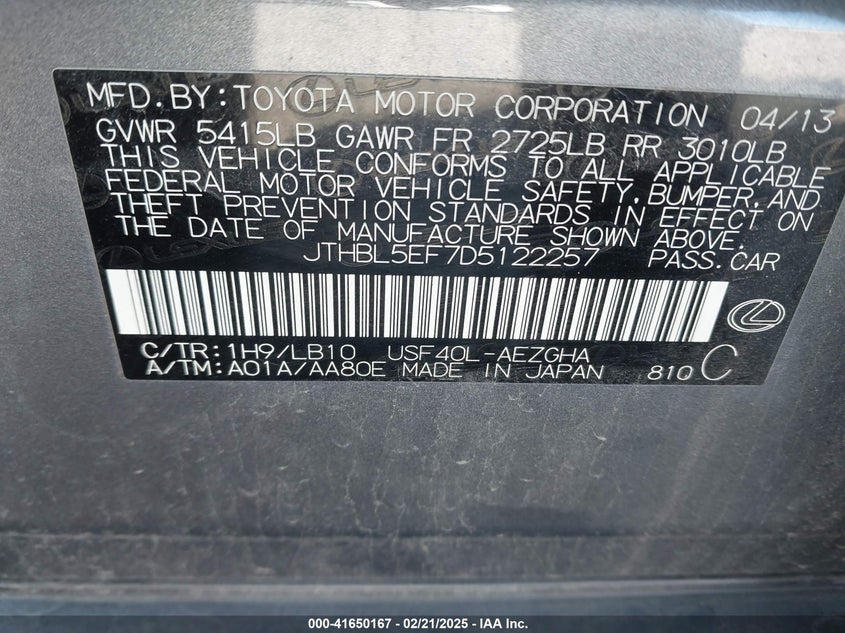 MFD.BY:TOYOTA MOTOR CORPORATION 04/13
GVWR 5415LB GAWR FR 2725LB RR 3010LB
THIS VEHICLE CONFORMS TO ALL APPLICABLE
FEDERAL MOTOR VEHICLE SAFETY,BUMPER,AND
THEFT PREVENTION STANDARDS IN EFFECT ON
THE DATE OF MANUFACTURE SHOWN ABOVE.
JTHBL5EF7D5122257 PASS.CAR
C/TR:1H9/LB10 USF40L-AEZGHA
A/TM:A01A/AA80E MADE IN JAPAN 810 C
000-41650167 - 02/21/2025 - IAA Inc.